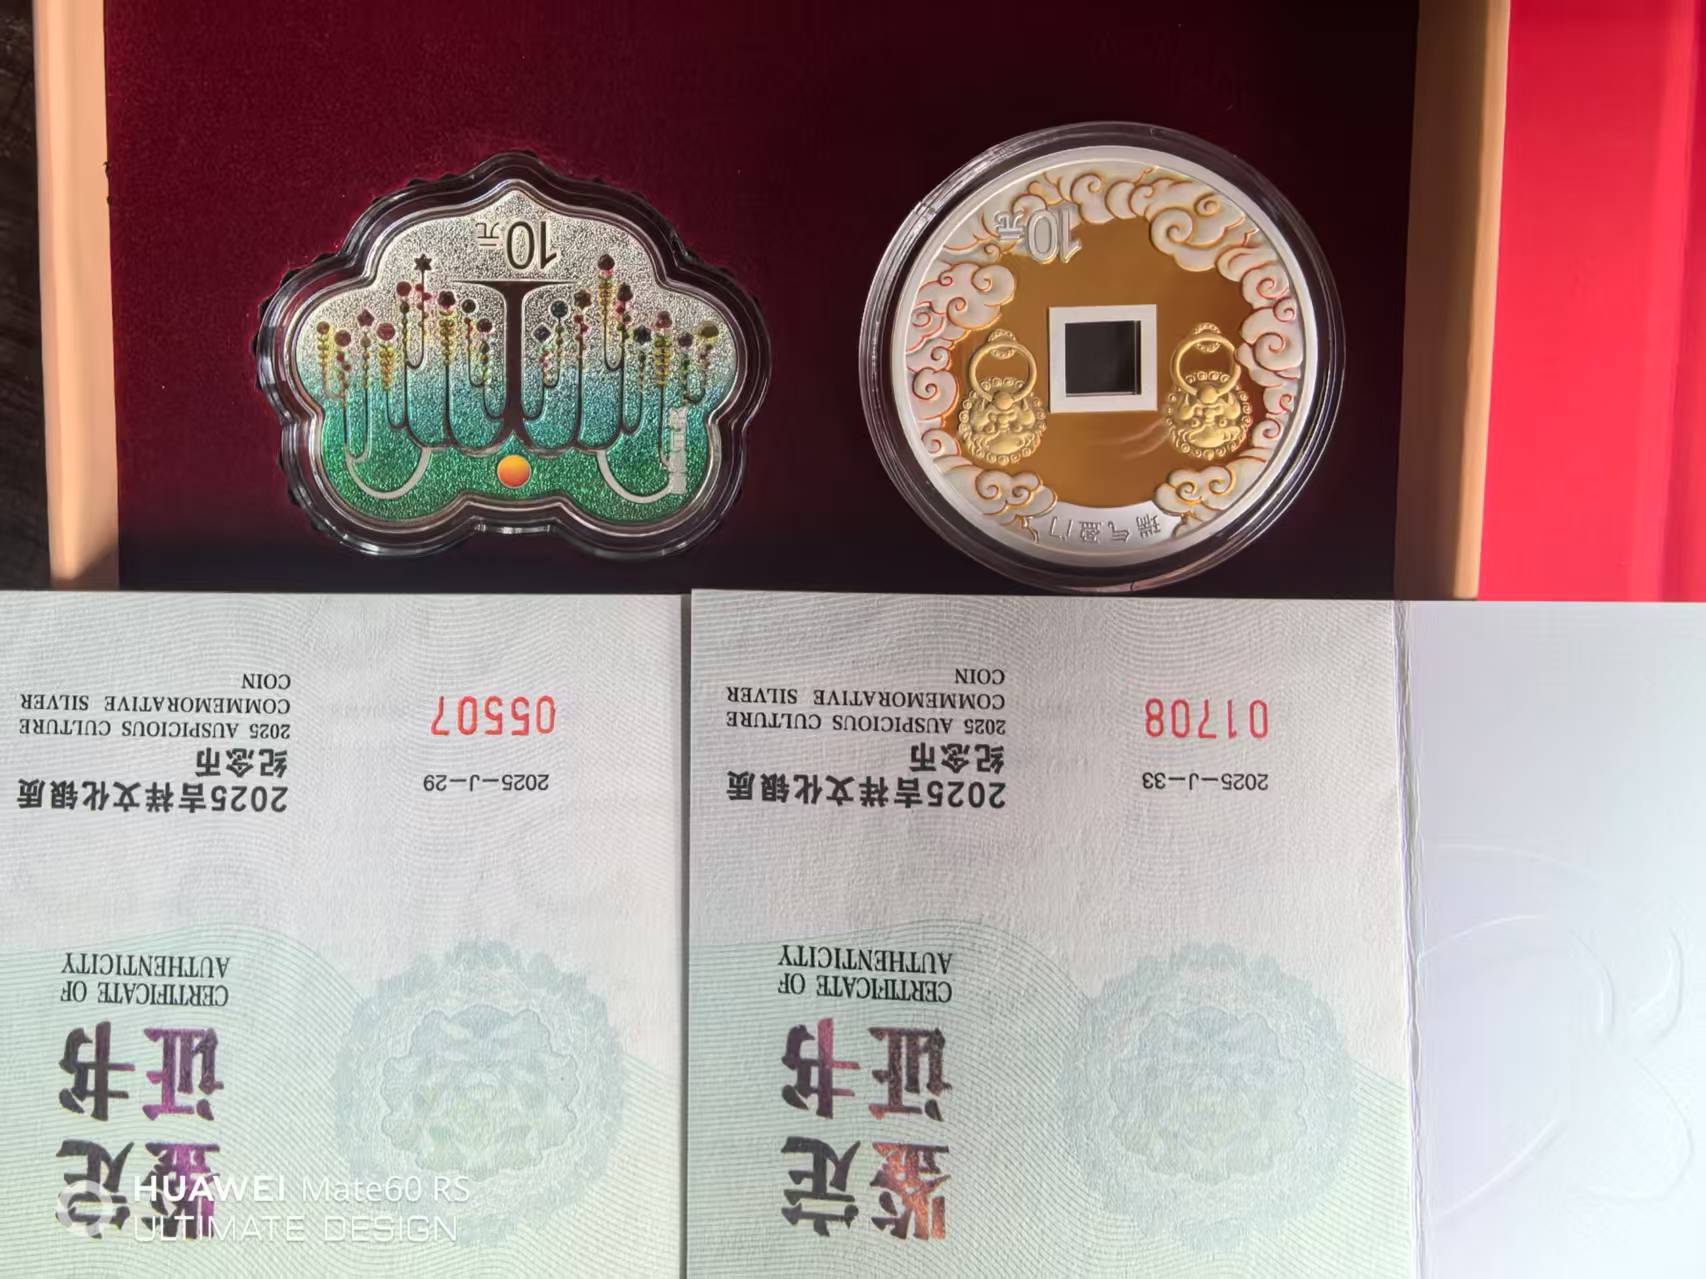 10元
10元
瑞气盈门
鉴定
证书
CERTIFICATE OF
AUTHENTICITY
2025吉祥文化银质
纪念币
2025 AUSPICIOUS CULTURE
COMMEMORATIVE SILVER
COIN
2025—J—33
01708
鉴定
证书
CERTIFICATE OF
AUTHENTICITY
2025吉祥文化银质
纪念币
2025 AUSPICIOUS CULTURE
COMMEMORATIVE SILVER
COIN
2025—J—29
05507
HUAWEI Mate60 RS
ULTIMATE DESIGN